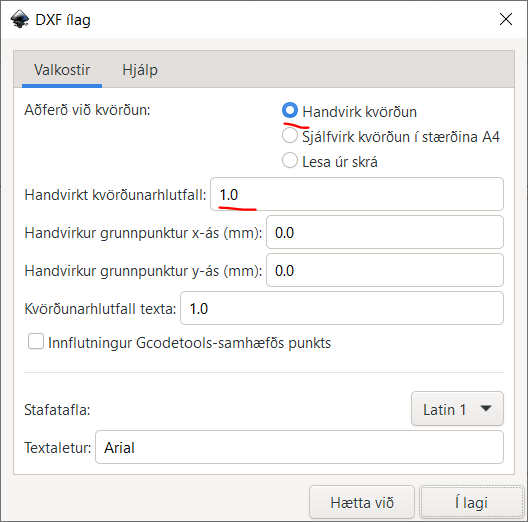 DXF ílag
Valkostir Hjálp
Aðferð við kvörðun:
Handvirk kvörðun
Sjálfvirk kvörðun í stærðina A4
Lesa úr skrá
Handvirkt kvörðunarhlutfall: 1.0
Handvirkur grunnpunktur x-ás (mm): 0.0
Handvirkur grunnpunktur y-ás (mm): 0.0
Kvörðunarhlutfall texta: 1.0
Innflutningur Gcodetools-samhæfðs punkts
Stafatafla: Latin 1
Textaletur: Arial
Hætta við Í lagi